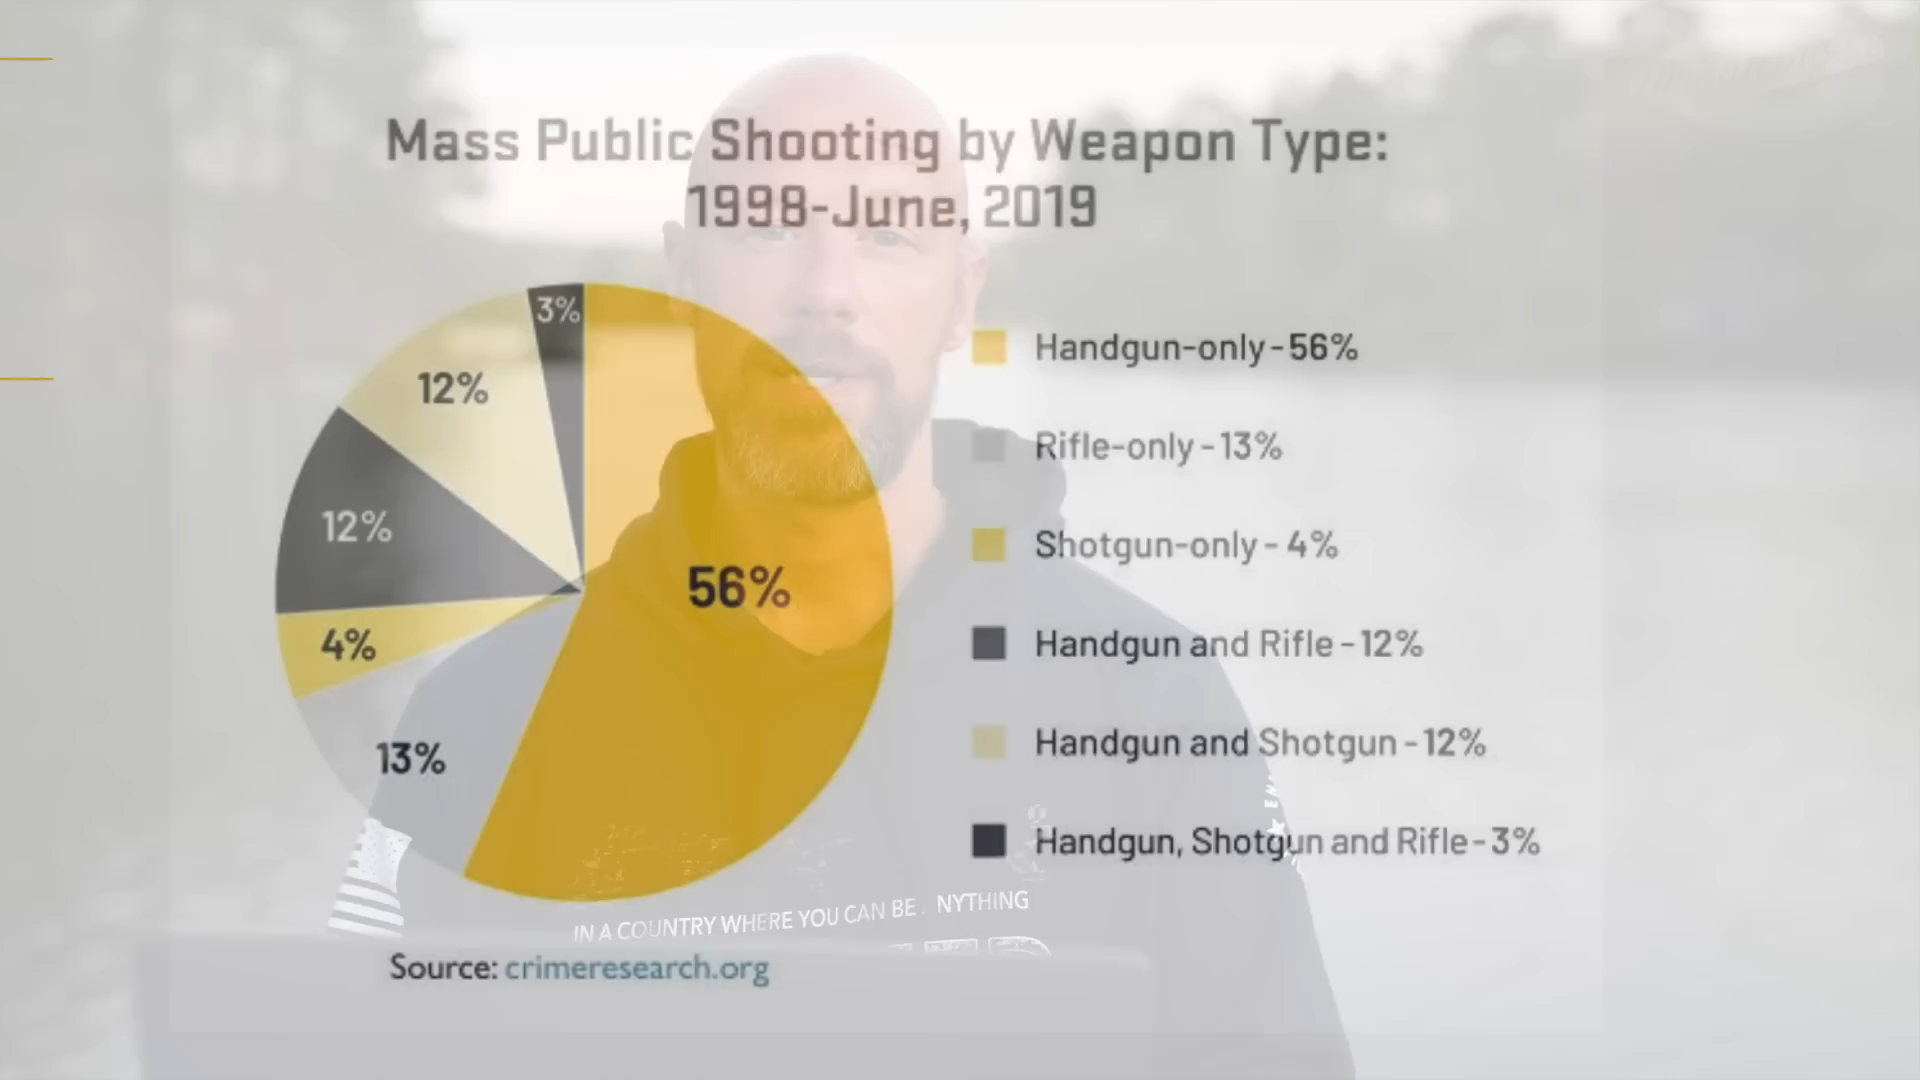 Mass Public Shooting by Weapon Type:
1998-June, 2019
3%
12%
12%
4%
13%
56%
Handgun-only - 56%
Rifle-only - 13%
Shotgun-only - 4%
Handgun and Rifle - 12%
Handgun and Shotgun - 12%
Handgun, Shotgun and Rifle - 3%
IN A COUNTRY WHERE YOU CAN BE NYTHING
Source: crimeresearch.org